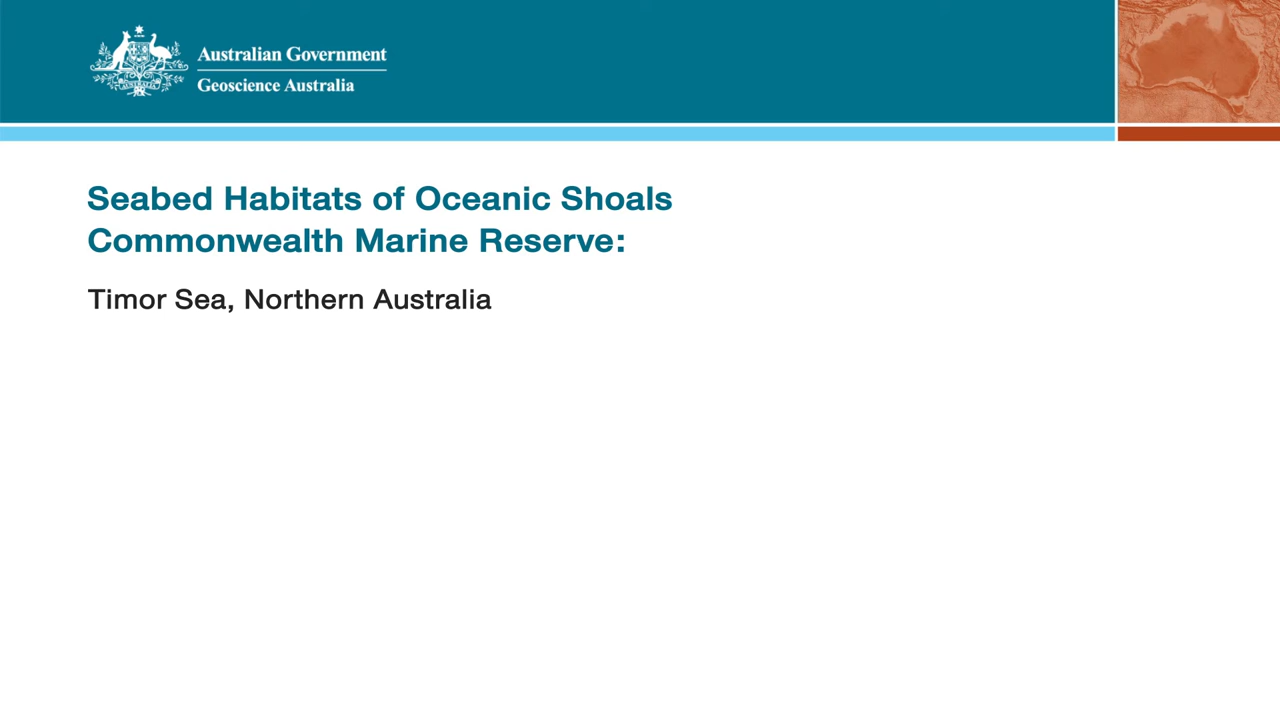 Australian Government
Geoscience Australia
Seabed Habitats of Oceanic Shoals
Commonwealth Marine Reserve:
Timor Sea, Northern Australia